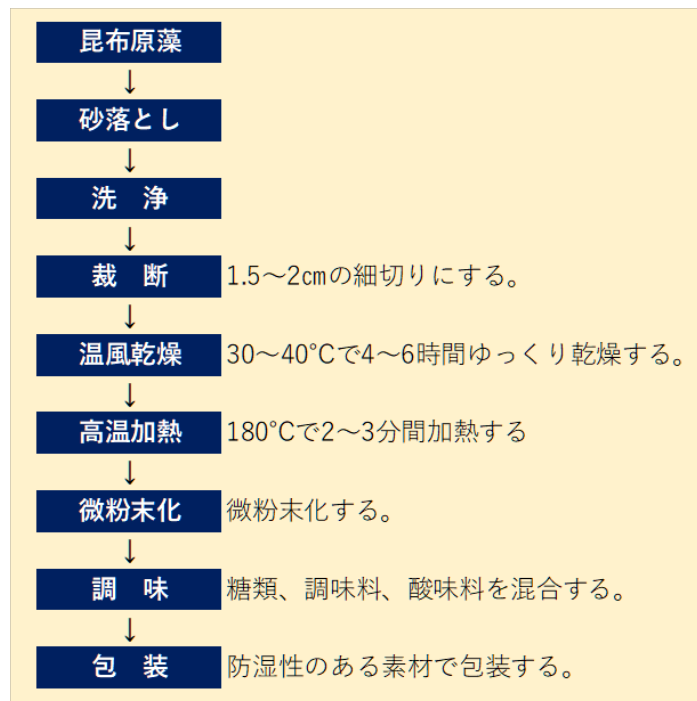 昆布原藻
↓
砂落とし
↓
洗　浄
↓
裁　断 1.5～2㎝の細切りにする。
↓
温風乾燥 30～40℃で4～6時間ゆっくり乾燥する。
↓
高温加熱 180℃で2～3分間加熱する
↓
微粉末化 微粉末化する。
↓
調　味 糖類、調味料、酸味料を混合する。
↓
包　装 防湿性のある素材で包装する。